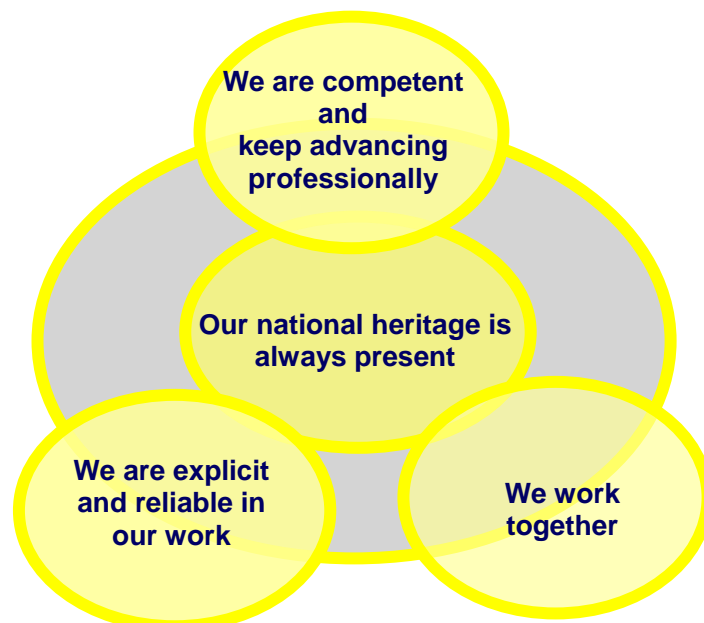 We are competent
and
keep advancing
professionally
Our national heritage is
always present
We are explicit
and reliable in
our work
We work
together